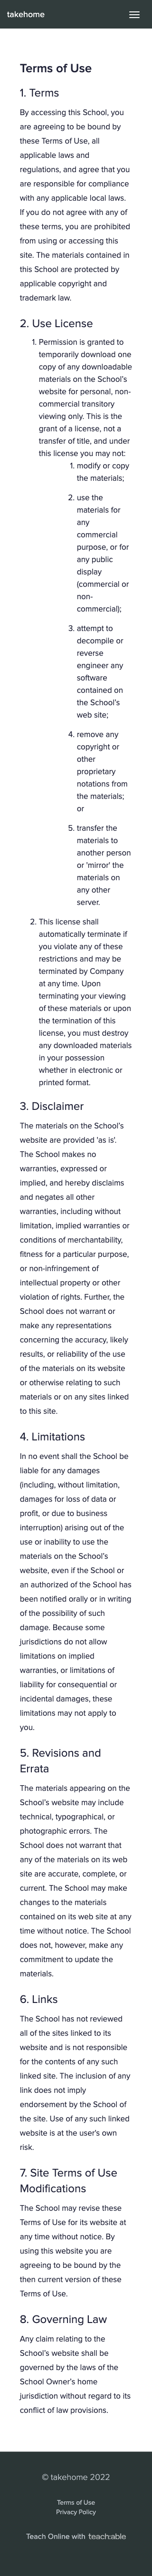 takehome
Terms of Use
1. Terms
By accessing this School, you
are agreeing to be bound by
these Terms of Use, all
applicable laws and
regulations, and agree that you
are responsible for compliance
with any applicable local laws.
If you do not agree with any of
these terms, you are prohibited
from using or accessing this
site. The materials contained in
this School are protected by
applicable copyright and
trademark law.
2. Use License
1. Permission is granted to
temporarily download one
copy of any downloadable
materials on the School's
website for personal, non-
commercial transitory
viewing only. This is the
grant of a license, not a
transfer of title, and under
this license you may not:
1. modify or copy
the materials;
2. use the
materials for
any
commercial
purpose, or for
any public
display
(commercial or
non-
commercial);
3. attempt to
decompile or
reverse
engineer any
software
contained on
the School's
web site;
4. remove any
copyright or
other
proprietary
notations from
the materials;
or
5. transfer the
materials to
another person
or 'mirror' the
materials on
any other
server.
2. This license shall
automatically terminate if
you violate any of these
restrictions and may be
terminated by Company
at any time. Upon
terminating your viewing
of these materials or upon
the termination of this
license, you must destroy
any downloaded materials
in your possession
whether in electronic or
printed format.
3. Disclaimer
The materials on the School's
website are provided 'as is'.
The School makes no
warranties, expressed or
implied, and hereby disclaims
and negates all other
warranties, including without
limitation, implied warranties or
conditions of merchantability,
fitness for a particular purpose,
or non-infringement of
intellectual property or other
violation of rights. Further, the
School does not warrant or
make any representations
concerning the accuracy, likely
results, or reliability of the use
of the materials on its website
or otherwise relating to such
materials or on any sites linked
to this site.
4. Limitations
In no event shall the School be
liable for any damages
(including, without limitation,
damages for loss of data or
profit, or due to business
interruption) arising out of the
use or inability to use the
materials on the School's
website, even if the School or
an authorized of the School has
been notified orally or in writing
of the possibility of such
damage. Because some
jurisdictions do not allow
limitations on implied
warranties, or limitations of
liability for consequential or
incidental damages, these
limitations may not apply to
you.
5. Revisions and
Errata
The materials appearing on the
School's website may include
technical, typographical, or
photographic errors. The
School does not warrant that
any of the materials on its web
site are accurate, complete, or
current. The School may make
changes to the materials
contained on its web site at any
time without notice. The School
does not, however, make any
commitment to update the
materials.
6. Links
The School has not reviewed
all of the sites linked to its
website and is not responsible
for the contents of any such
linked site. The inclusion of any
link does not imply
endorsement by the School of
the site. Use of any such linked
website is at the user's own
risk.
7. Site Terms of Use
Modifications
The School may revise these
Terms of Use for its website at
any time without notice. By
using this website you are
agreeing to be bound by the
then current version of these
Terms of Use.
8. Governing Law
Any claim relating to the
School's website shall be
governed by the laws of the
School Owner's home
jurisdiction without regard to its
conflict of law provisions.
© takehome 2022
Terms of Use
Privacy Policy
Teach Online with teachable